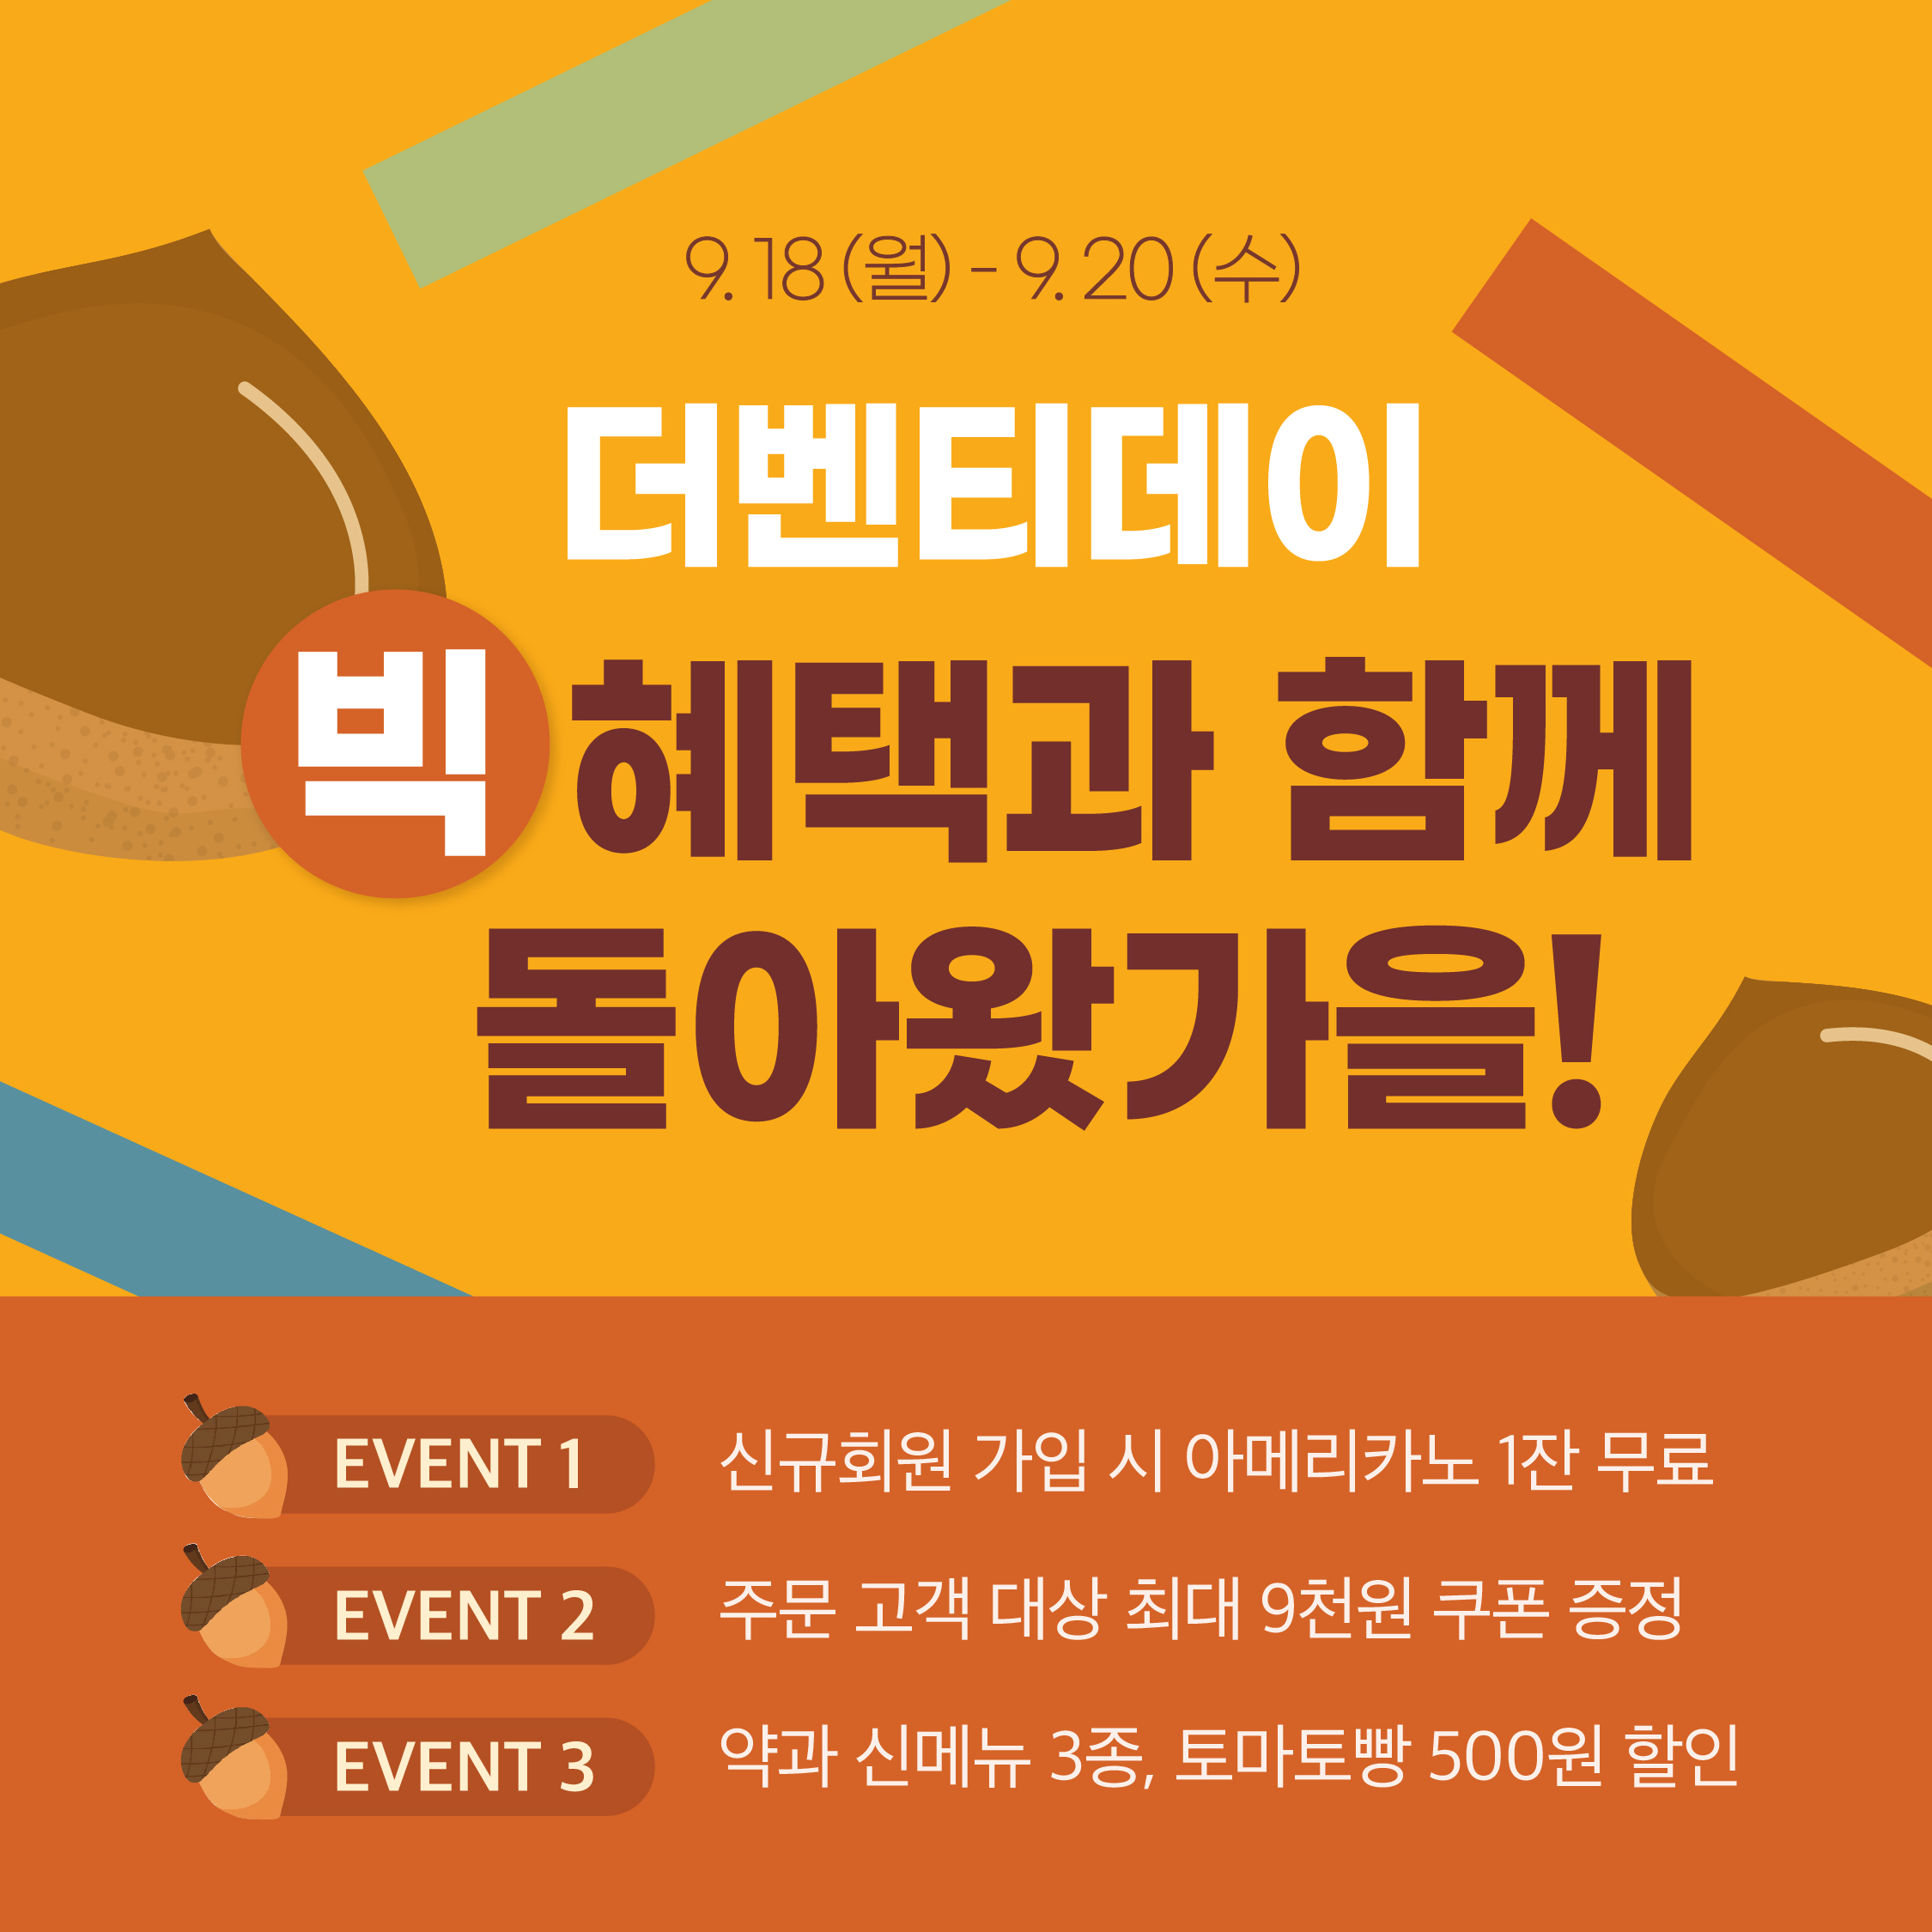 9.18(월)-9.20(수)
더벤티데이
빅 혜택과 함께
돌아왔가을!
EVENT 1 신규회원 가입 시 아메리카노 1잔 무료
EVENT 2 주문 고객 대상 최대 9천원 쿠폰 증정
EVENT 3 약과 신메뉴 3종, 토마토빵 500원 할인